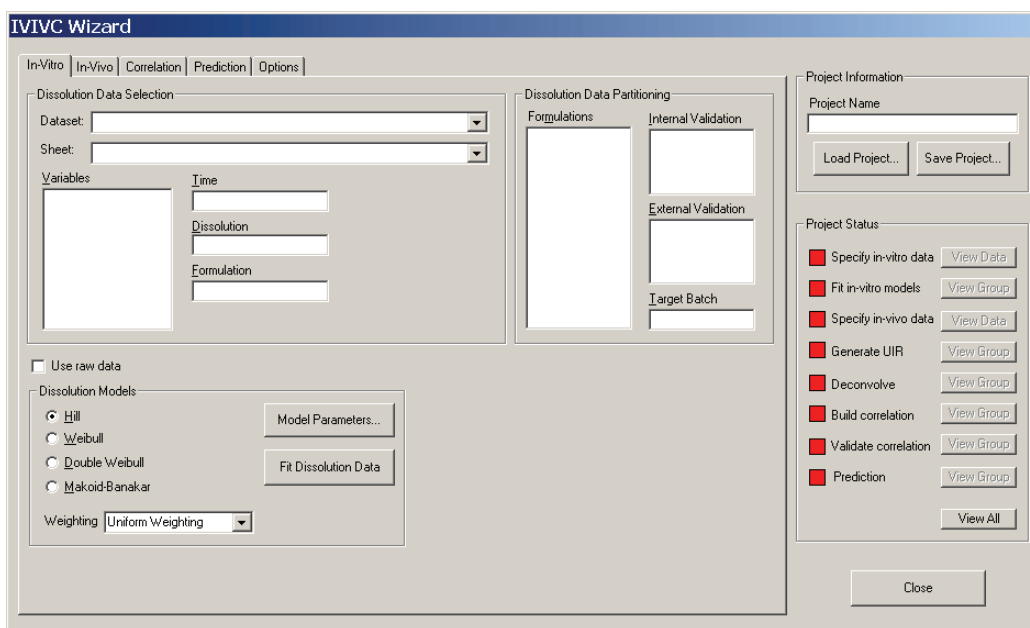 IVIVC Wizard
In-Vitro In-Vivo Correlation Prediction Options
Dissolution Data Selection
Dataset:
Sheet:
Variables
Time
Dissolution
Formulation
Dissolution Data Partitioning
Formulations
Internal Validation
External Validation
Target Batch
Use raw data
Dissolution Models
Hill
Weibull
Double Weibull
Makoid-Banakar
Model Parameters...
Fit Dissolution Data
Weighting Uniform Weighting
Project Information
Project Name
Load Project... Save Project...
Project Status
Specify in-vitro data View Data
Fit in-vitro models View Group
Specify in-vivo data View Data
Generate UIR View Group
Deconvolve View Group
Build correlation View Group
Validate correlation View Group
Prediction View Group
View All
Close